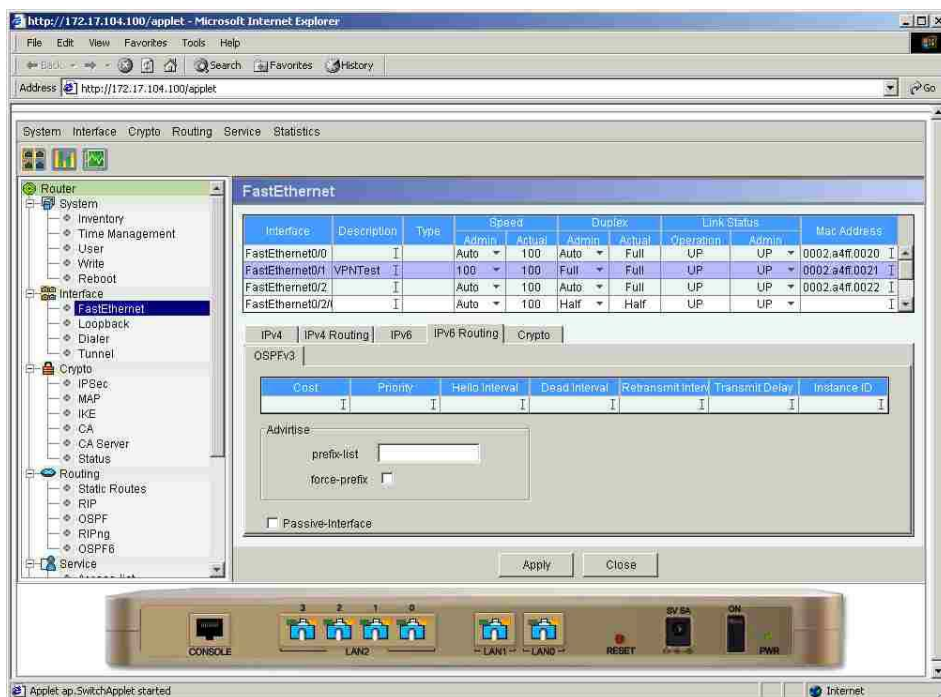 http://172.17.104.100/applet - Microsoft Internet Explorer
File Edit View Favorites Tools Help
Back Search Favorites History
Address http://172.17.104.100/applet Go
System Interface Crypto Routing Service Statistics
Router
System
Inventory
Time Management
User
Write
Reboot
Interface
FastEthernet
Loopback
Dialer
Tunnel
Crypto
IPSec
MAP
IKE
CA
CA Server
Status
Routing
Static Routes
RIP
OSPF
RIPng
OSPF6
Service
FastEthernet
Interface Description Type Speed Duplex Link Status Mac Address
Admin Actual Admin Actual Operation Admin
FastEthernet0/0 Auto 100 Auto Full UP UP 0002.a4ff.0020
FastEthernet0/1 VPNTest 100 100 Full Full UP UP 0002.a4ff.0021
FastEthernet0/2 Auto 100 Auto Full UP UP 0002.a4ff.0022
FastEthernet0/2/ Auto 100 Half Half UP UP
IPv4 IPv4 Routing IPv6 IPv6 Routing Crypto
OSPFv3
Cost Priority Hello Interval Dead Interval Retransmit Interv Transmit Delay Instance ID
Advirtise
prefix-list
force-prefix
Passive-Interface
Apply Close
3 2 1 0 5V 5A ON
CONSOLE LAN2 LAN1 LAN0 RESET PWR
Applet ap.SwitchApplet started Internet